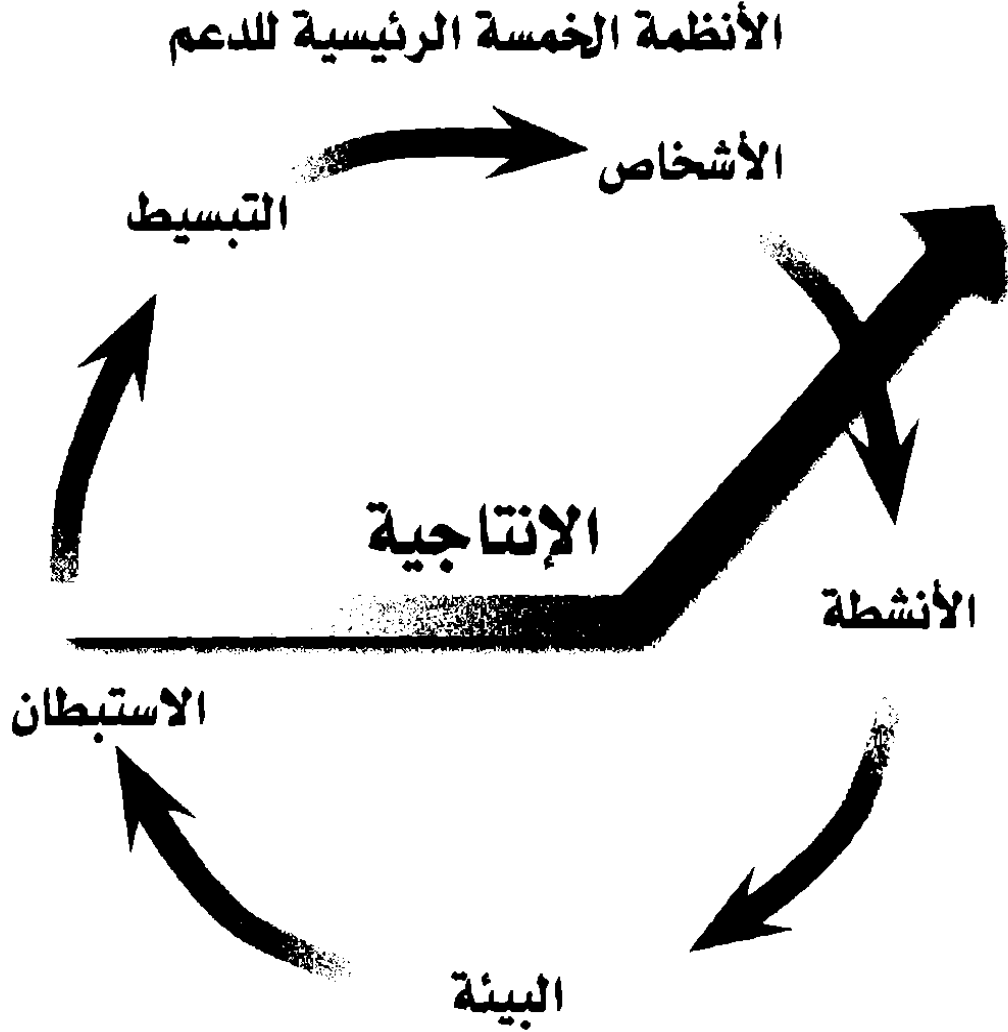 الأنظمة الخمسة الرئيسية للدعم
الأشخاص
التبسيط
الإنتاجية
الأنشطة
الاستبطان
البيئة